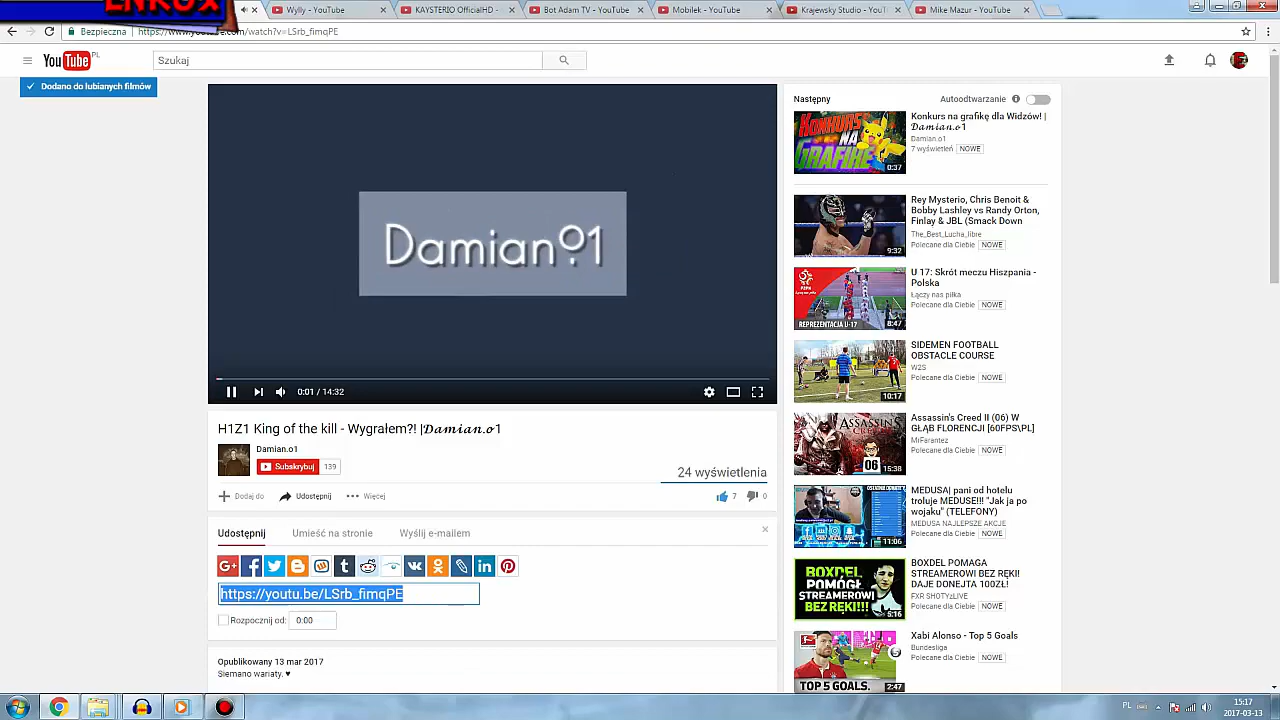 ENROX
Wylly - YouTube
KAYSTERIO OfficialHD -
Bot Adam TV - YouTube
Mobilek - YouTube
Krajewsky Studio - YouTu
Mike Mazur - YouTube
Bezpieczna
https://www.youtube.com/watch?v=LSrb_fimqPE
YouTube PL
Szukaj
Dodano do lubianych filmów
Damian.o1
0:01 / 14:32
H1Z1 King of the kill - Wygrałem?! |𝓓𝓪𝓶𝓲𝓪𝓷.𝓸1
Damian.o1
Subskrybuj 139
24 wyświetlenia
Dodaj do
Udostępnij
Więcej
7
0
Udostępnij
Umieść na stronie
Wyślij e-mailem
https://youtu.be/LSrb_fimqPE
Rozpocznij od: 0:00
Opublikowany 13 mar 2017
Siemano wariaty. ♥
Następny
Autoodtwarzanie
KONKURS
NA
GRAFIKĘ
0:37
Konkurs na grafikę dla Widzów! |
𝓓𝓪𝓶𝓲𝓪𝓷.𝓸1
Damian.o1
7 wyświetleń NOWE
9:32
Rey Mysterio, Chris Benoit &
Bobby Lashley vs Randy Orton,
Finlay & JBL (Smack Down
The_Best_Lucha_libre
Polecane dla Ciebie NOWE
REPREZENTACJA U-17
8:47
U 17: Skrót meczu Hiszpania -
Polska
Łączy nas piłka
Polecane dla Ciebie NOWE
10:17
SIDEMEN FOOTBALL
OBSTACLE COURSE
W2S
Polecane dla Ciebie NOWE
ASSASSIN'S
06
15:38
Assassin's Creed II (06) W
GŁĄB FLORENCJI [60FPS\PL]
MrFarantez
Polecane dla Ciebie NOWE
11:06
MEDUSA| pani od hotelu
troluje MEDUSE!!! "Jak ja po
wojaku" (TELEFONY)
MEDUSA NAJLEPSZE AKCJE
Polecane dla Ciebie NOWE
BOXDEL
POMÓGŁ
STREAMEROWI
BEZ RĘKI!!!
5:16
BOXDEL POMAGA
STREAMEROWI BEZ RĘKI!
DAJE DONEJTA 100ZŁ!
FXR SHOTYzLIVE
Polecane dla Ciebie NOWE
TOP 5 GOALS.
2:47
Xabi Alonso - Top 5 Goals
Bundesliga
Polecane dla Ciebie NOWE
PL
15:17
2017-03-13